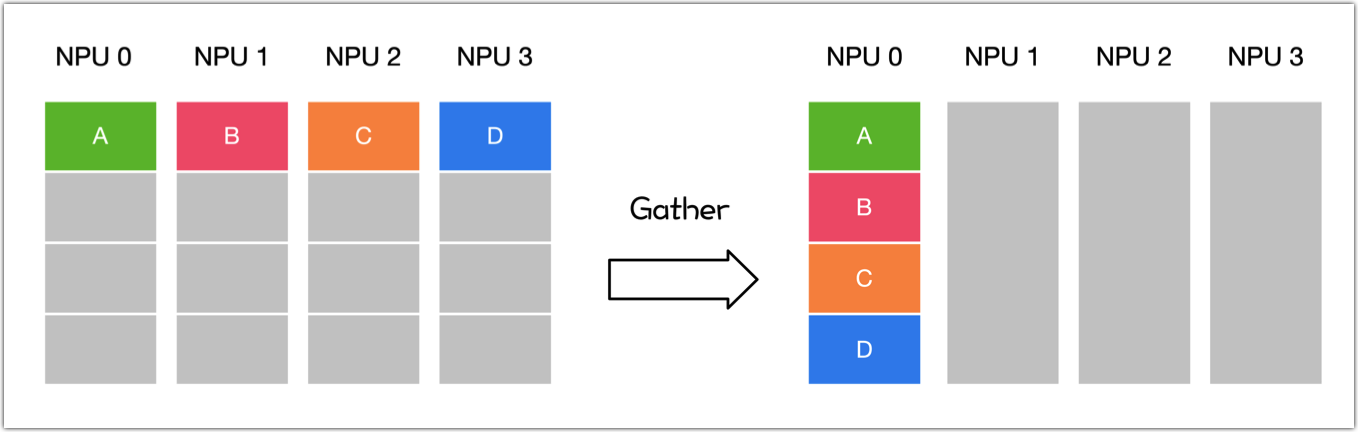 NPU 0 NPU 1 NPU 2 NPU 3
A B C D
Gather
NPU 0 NPU 1 NPU 2 NPU 3
A
B
C
D